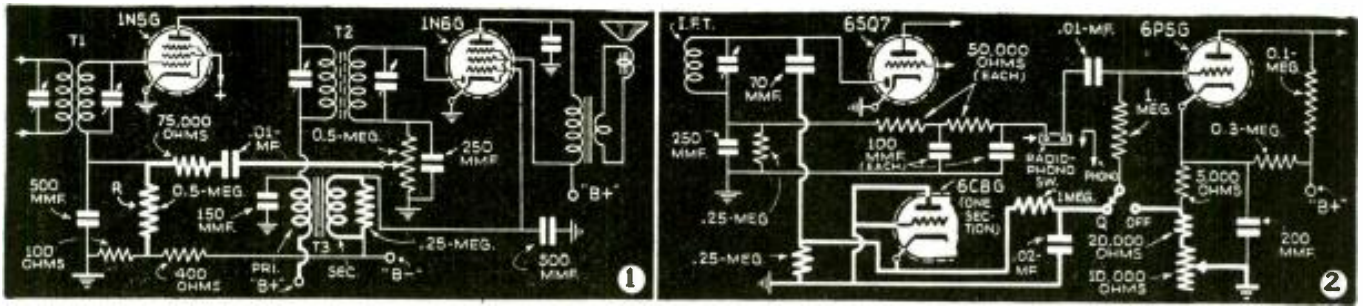 T1
1N5G
T2
1N6G
75,000
OHMS
.01-
MF.
0.5-MEG.
250
MMF.
500
MMF.
R
0.5-MEG.
150
MMF.
100
OHMS
400
OHMS
PRI.
"B+"
T3
SEC
"B-"
.25-MEG.
500
MMF.
"B+"
1
I.F.T.
6SQ7
70
MMF.
50,000
OHMS
(EACH)
.01-MF.
6P5G
0.1-
MEG.
1
MEG.
0.3-MEG.
250
MMF.
100
MMF.
(EACH)
RADIO-
PHONO
SW.
PHONO
.25-MEG
6C8G
(ONE
SEC-
TION)
1MEG.
Q
OFF
5,000
OHMS
"B+"
.25-MEG.
.02-
MF.
20,000
OHMS
10,000
OHMS
200
MMF.
2